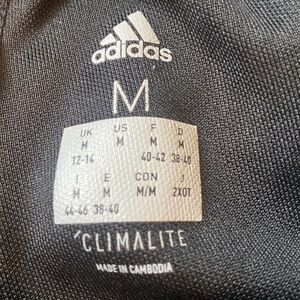 adidas
M
UK US F D
M M M M
12-14 40-42 38-40
I E CDN J
M M M/M 2XOT
44-46 38-40
CLIMALITE
MADE IN CAMBODIA